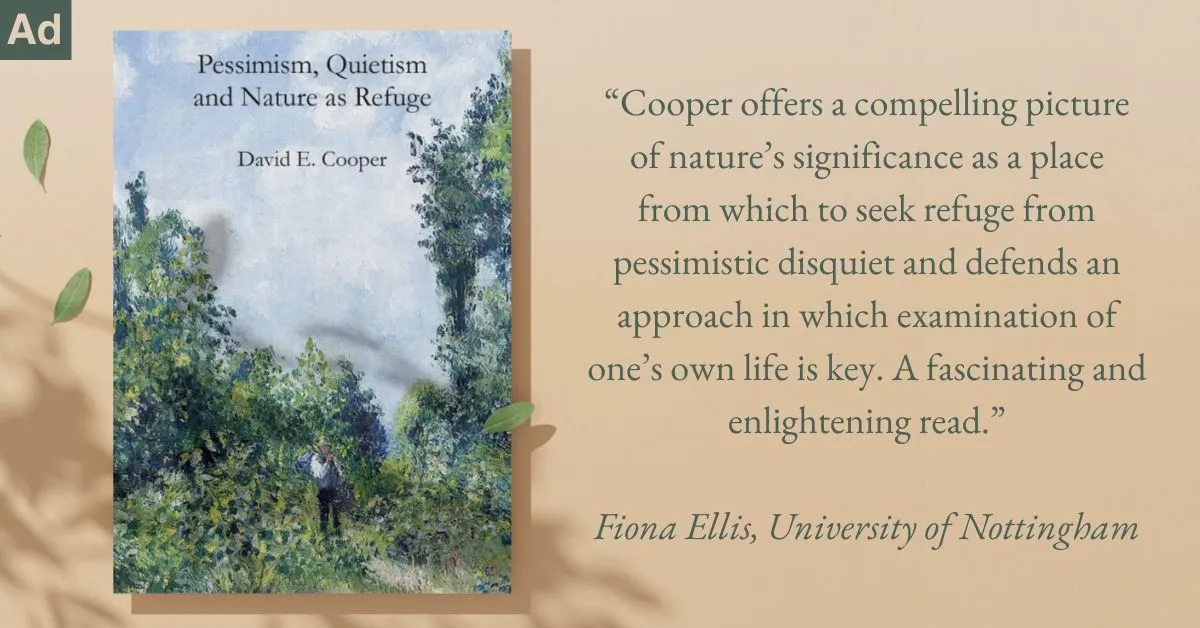 Ad
Pessimism, Quietism
and Nature as Refuge
David E. Cooper
“Cooper offers a compelling picture
of nature’s significance as a place
from which to seek refuge from
pessimistic disquiet and defends an
approach in which examination of
one’s own life is key. A fascinating and
enlightening read.”
Fiona Ellis, University of Nottingham